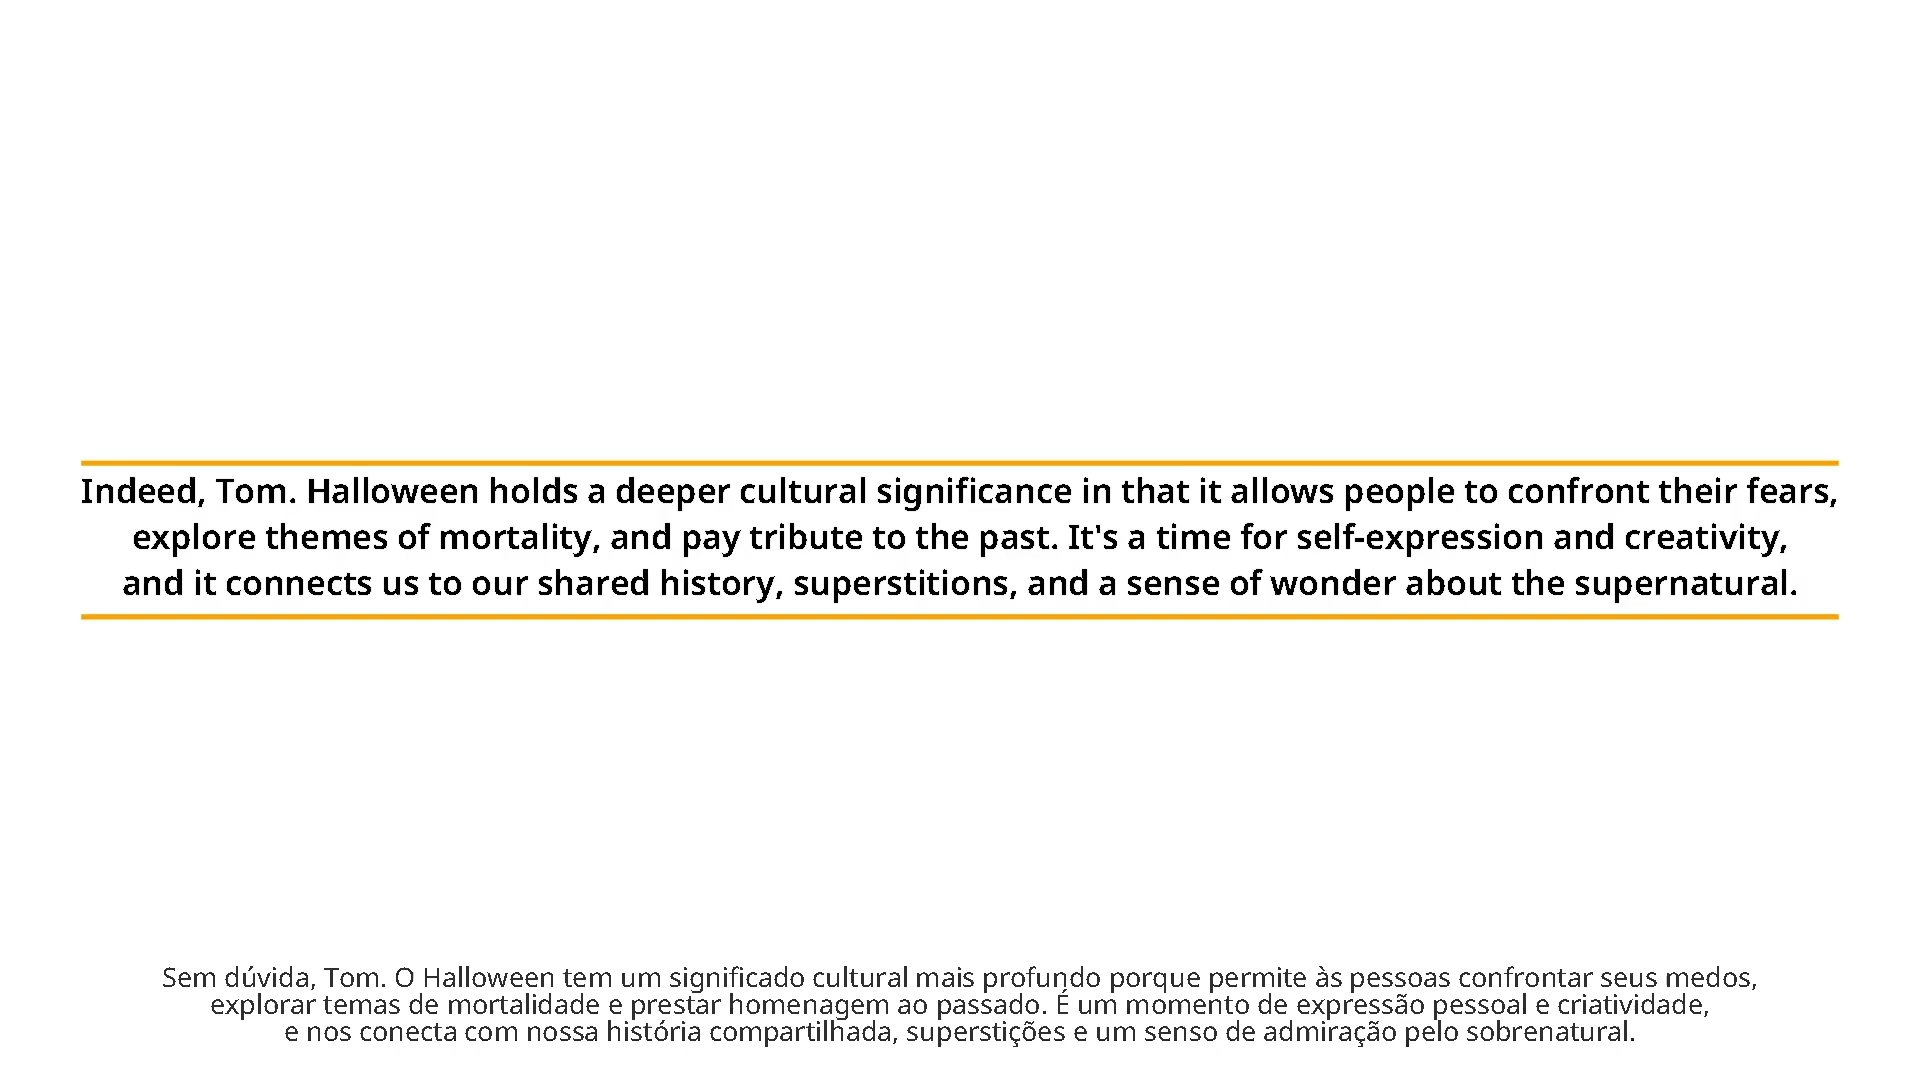 Indeed, Tom. Halloween holds a deeper cultural significance in that it allows people to confront their fears,
explore themes of mortality, and pay tribute to the past. It's a time for self-expression and creativity,
and it connects us to our shared history, superstitions, and a sense of wonder about the supernatural.
Sem dúvida, Tom. O Halloween tem um significado cultural mais profundo porque permite às pessoas confrontar seus medos,
explorar temas de mortalidade e prestar homenagem ao passado. É um momento de expressão pessoal e criatividade,
e nos conecta com nossa história compartilhada, superstições e um senso de admiração pelo sobrenatural.